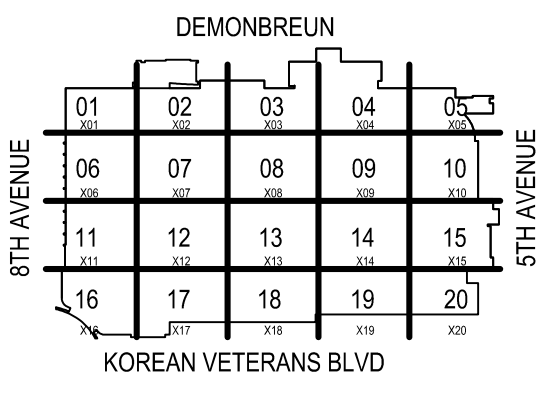 DEMONBREUN
01 02 03 04 05
X01 X02 X03 X04 X05
8TH AVENUE
5TH AVENUE
06 07 08 09 10
X06 X07 X08 X09 X10
11 12 13 14 15
X11 X12 X13 X14 X15
16 17 18 19 20
X16 X17 X18 X19 X20
KOREAN VETERANS BLVD